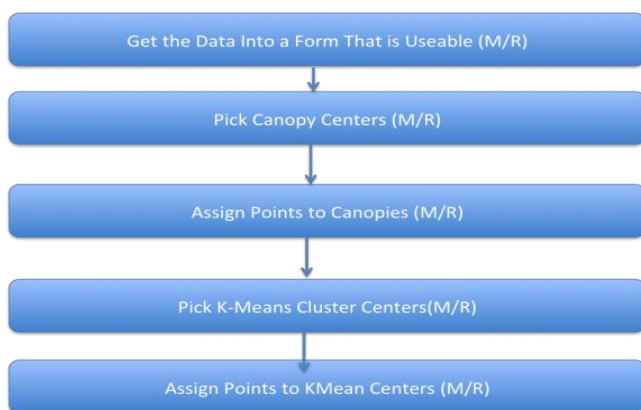 Get the Data Into a Form That is Useable (M/R)
Pick Canopy Centers (M/R)
Assign Points to Canopies (M/R)
Pick K-Means Cluster Centers(M/R)
Assign Points to KMean Centers (M/R)